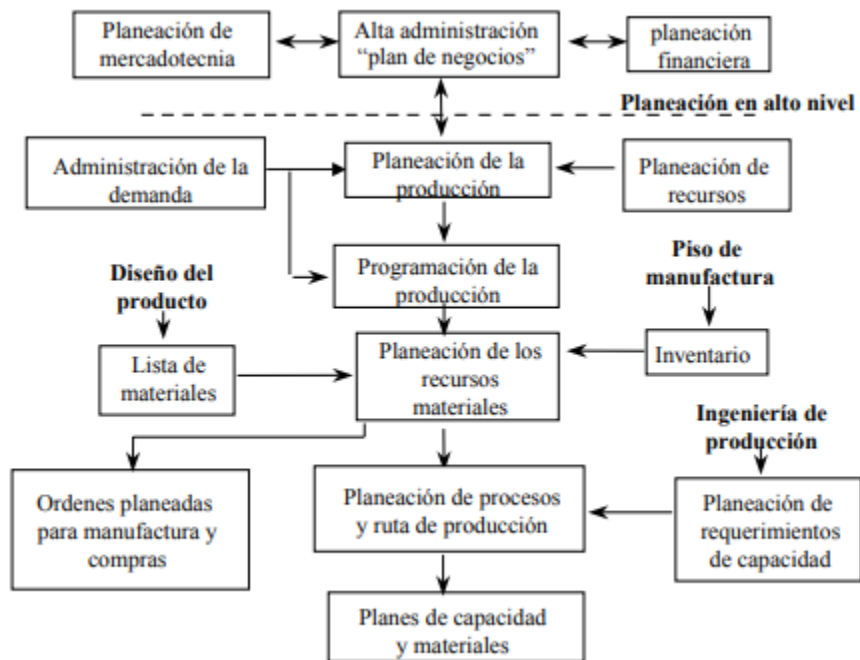 Planeación de
mercadotecnia
Alta administración
“plan de negocios”
planeación
financiera
Planeación en alto nivel
Administración de la
demanda
Planeación de la
producción
Planeación de
recursos
Programación de la
producción
Diseño del
producto
Piso de
manufactura
Lista de
materiales
Planeación de los
recursos
materiales
Inventario
Ingeniería de
producción
Ordenes planeadas
para manufactura y
compras
Planeación de procesos
y ruta de producción
Planeación de
requerimientos
de capacidad
Planes de capacidad
y materiales